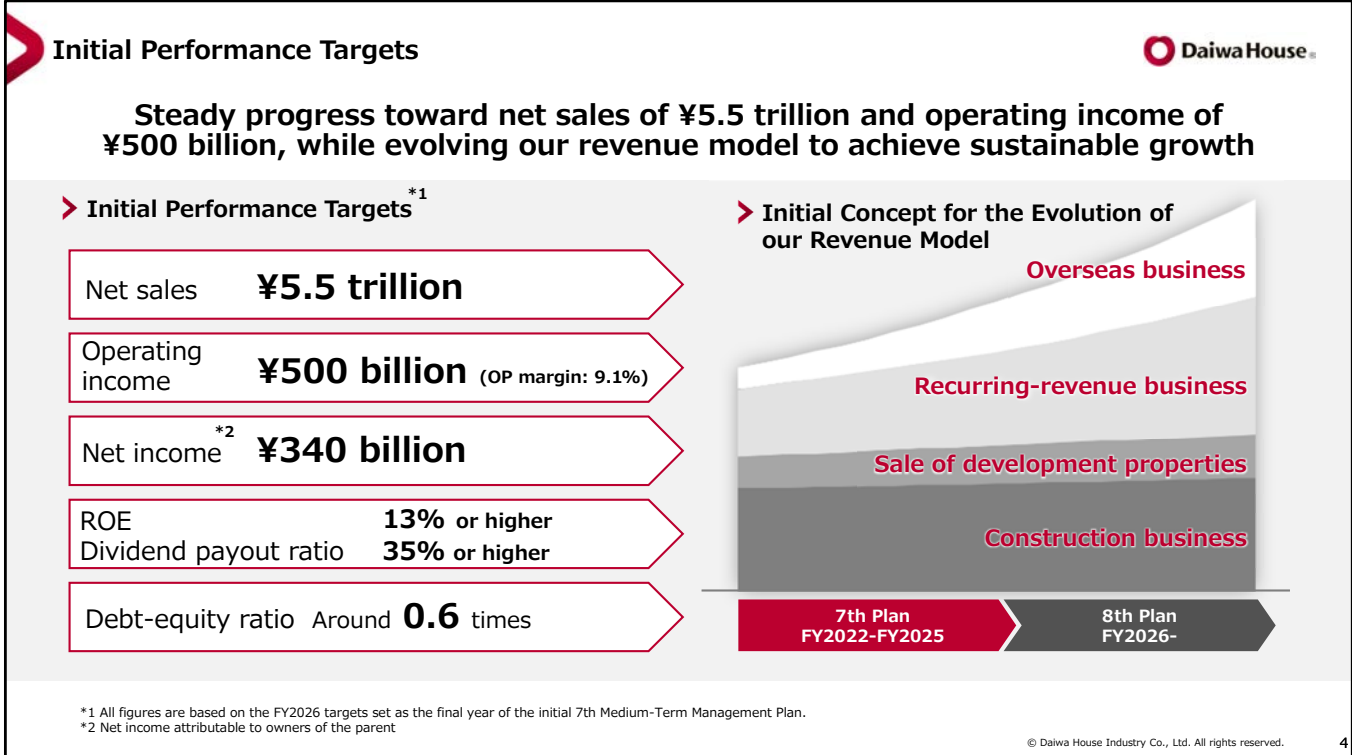 Initial Performance Targets
Daiwa House®
Steady progress toward net sales of ¥5.5 trillion and operating income of
¥500 billion, while evolving our revenue model to achieve sustainable growth
Initial Performance Targets*1
Net sales ¥5.5 trillion
Operating
income ¥500 billion (OP margin: 9.1%)
Net income*2 ¥340 billion
ROE 13% or higher
Dividend payout ratio 35% or higher
Debt-equity ratio Around 0.6 times
Initial Concept for the Evolution of
our Revenue Model
Overseas business
Recurring-revenue business
Sale of development properties
Construction business
7th Plan
FY2022-FY2025
8th Plan
FY2026-
*1 All figures are based on the FY2026 targets set as the final year of the initial 7th Medium-Term Management Plan.
*2 Net income attributable to owners of the parent
© Daiwa House Industry Co., Ltd. All rights reserved.
4